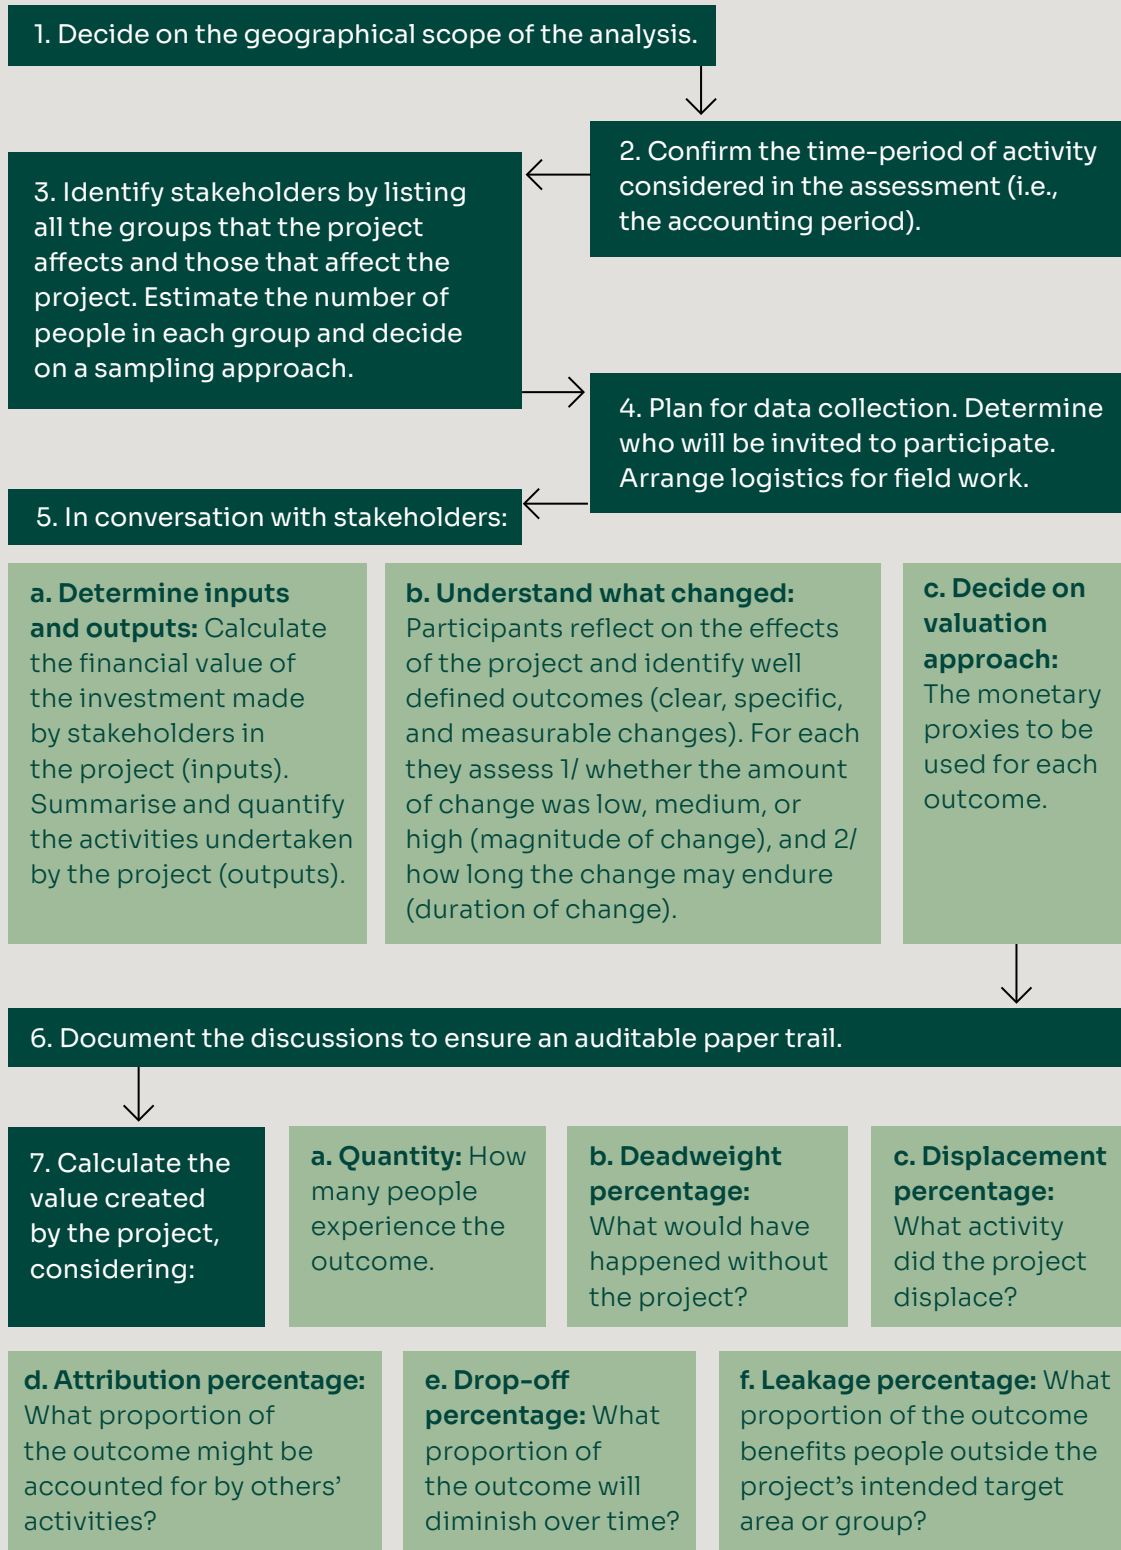 1. Decide on the geographical scope of the analysis.
2. Confirm the time-period of activity
considered in the assessment (i.e.,
the accounting period).
3. Identify stakeholders by listing
all the groups that the project
affects and those that affect the
project. Estimate the number of
people in each group and decide
on a sampling approach.
4. Plan for data collection. Determine
who will be invited to participate.
Arrange logistics for field work.
5. In conversation with stakeholders:
a. Determine inputs
and outputs: Calculate
the financial value of
the investment made
by stakeholders in
the project (inputs).
Summarise and quantify
the activities undertaken
by the project (outputs).
b. Understand what changed:
Participants reflect on the effects
of the project and identify well
defined outcomes (clear, specific,
and measurable changes). For each
they assess 1/ whether the amount
of change was low, medium, or
high (magnitude of change), and 2/
how long the change may endure
(duration of change).
c. Decide on
valuation
approach:
The monetary
proxies to be
used for each
outcome.
6. Document the discussions to ensure an auditable paper trail.
7. Calculate the
value created
by the project,
considering:
a. Quantity: How
many people
experience the
outcome.
b. Deadweight
percentage:
What would have
happened without
the project?
c. Displacement
percentage:
What activity
did the project
displace?
d. Attribution percentage:
What proportion of
the outcome might be
accounted for by others’
activities?
e. Drop-off
percentage: What
proportion of
the outcome will
diminish over time?
f. Leakage percentage: What
proportion of the outcome
benefits people outside the
project’s intended target
area or group?